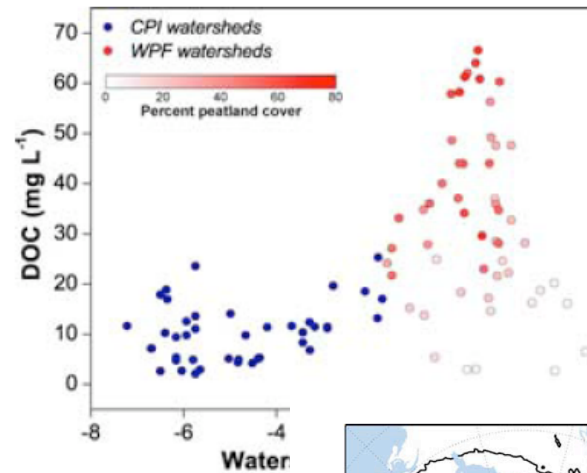 70
60
50
40
30
20
10
0
DOC (mg L⁻¹)
CPI watersheds
WPF watersheds
0 20 40 60 80
Percent peatland cover
-8 -6 -4
Waters